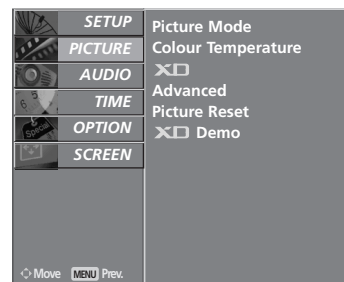 SETUP
PICTURE
AUDIO
TIME
OPTION
SCREEN
Move MENU Prev.
Picture Mode
Colour Temperature
XD
Advanced
Picture Reset
XD Demo